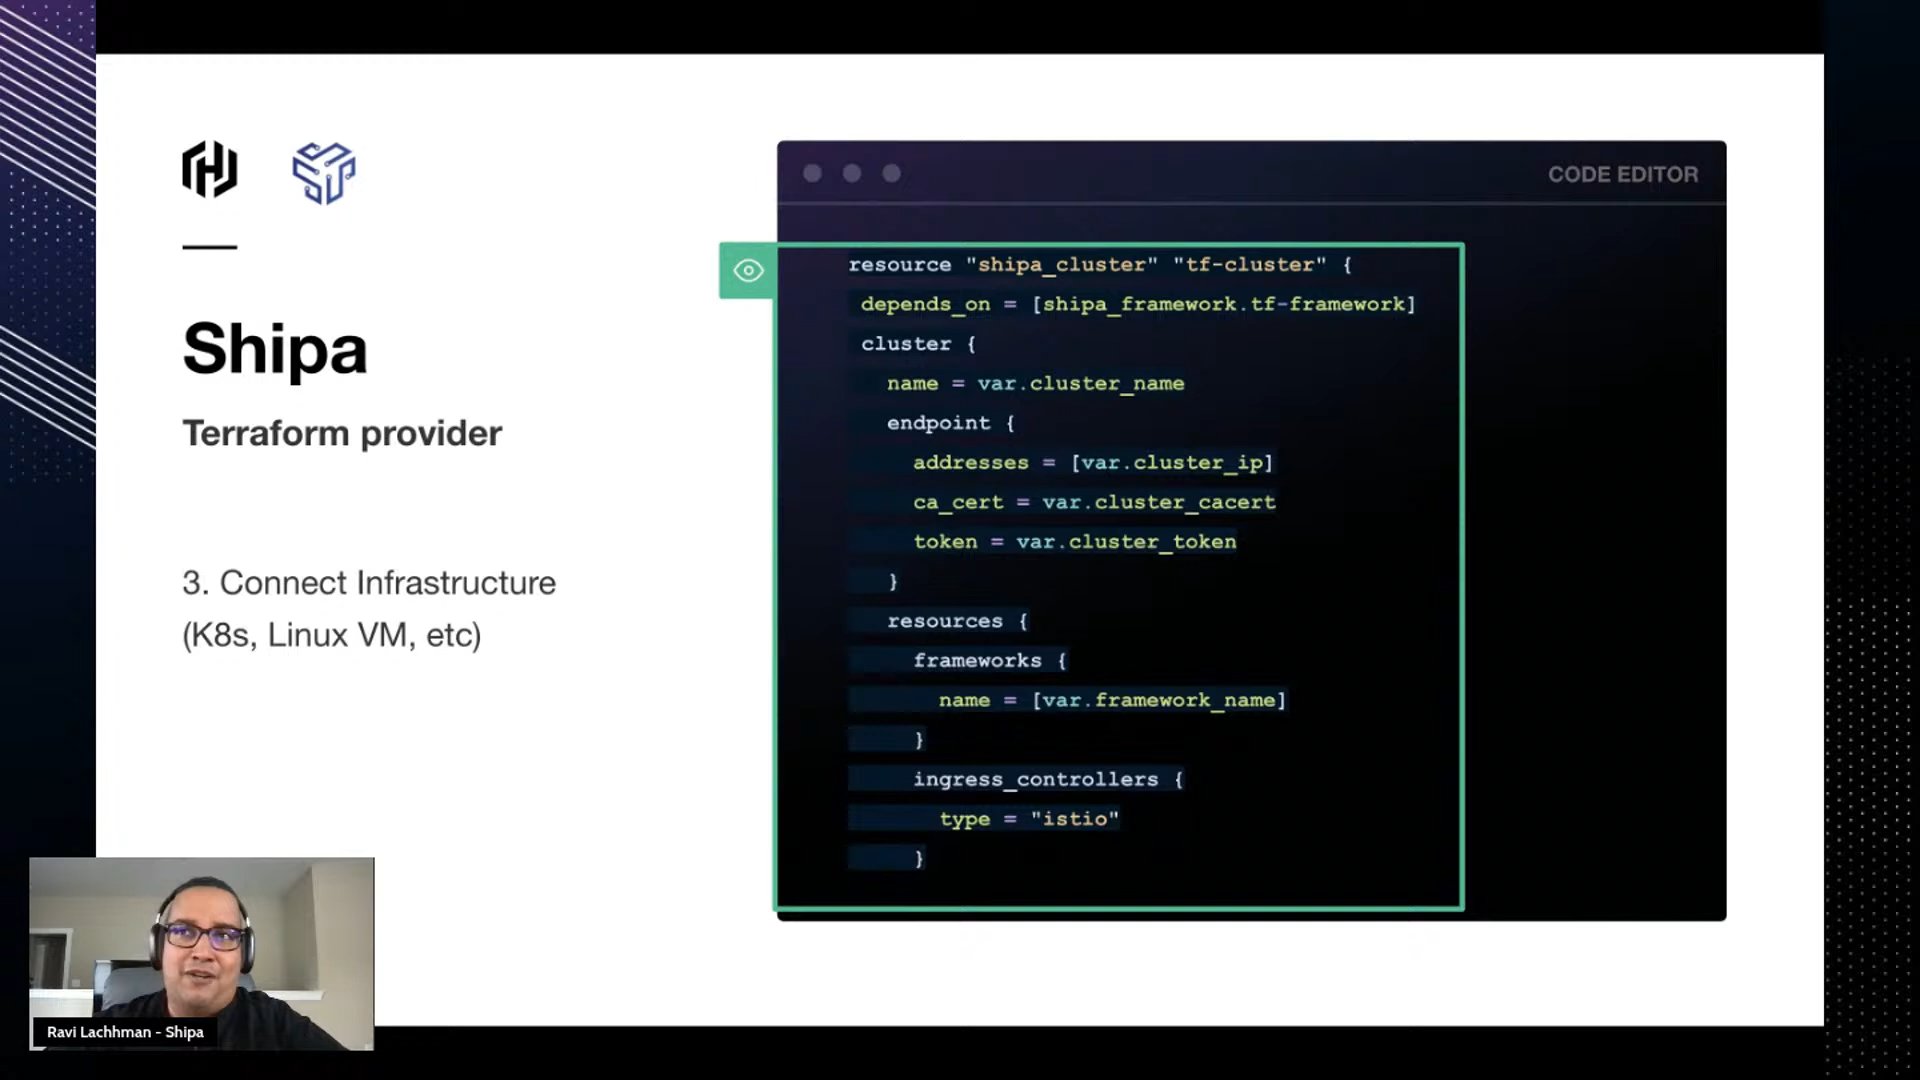 Shipa
Terraform provider
3. Connect Infrastructure
(K8s, Linux VM, etc)
CODE EDITOR
resource "shipa_cluster" "tf-cluster" {
depends_on = [shipa_framework.tf-framework]
cluster {
name = var.cluster_name
endpoint {
addresses = [var.cluster_ip]
ca_cert = var.cluster_cacert
token = var.cluster_token
}
resources {
frameworks {
name = [var.framework_name]
}
ingress_controllers {
type = "istio"
}
Ravi Lachhman - Shipa